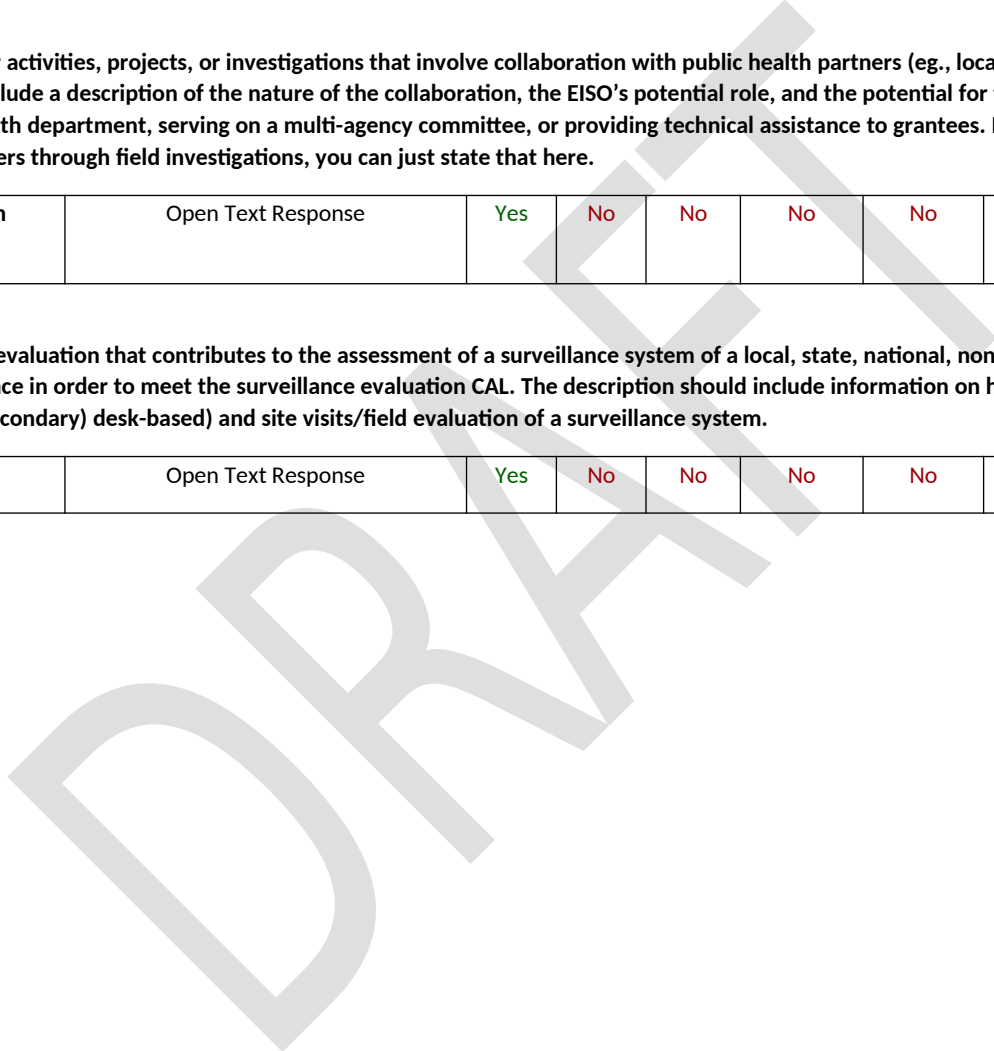 activities, projects, or investigations that involve collaboration with public health partners (eg., loca
lude a description of the nature of the collaboration, the EISO's potential role, and the potential for
th department, serving on a multi-agency committee, or providing technical assistance to grantees.
ers through field investigations, you can just state that here.
n Open Text Response Yes No No No No
evaluation that contributes to the assessment of a surveillance system of a local, state, national, non
nce in order to meet the surveillance evaluation CAL. The description should include information on h
condary) desk-based) and site visits/field evaluation of a surveillance system.
Open Text Response Yes No No No No
DRAFT